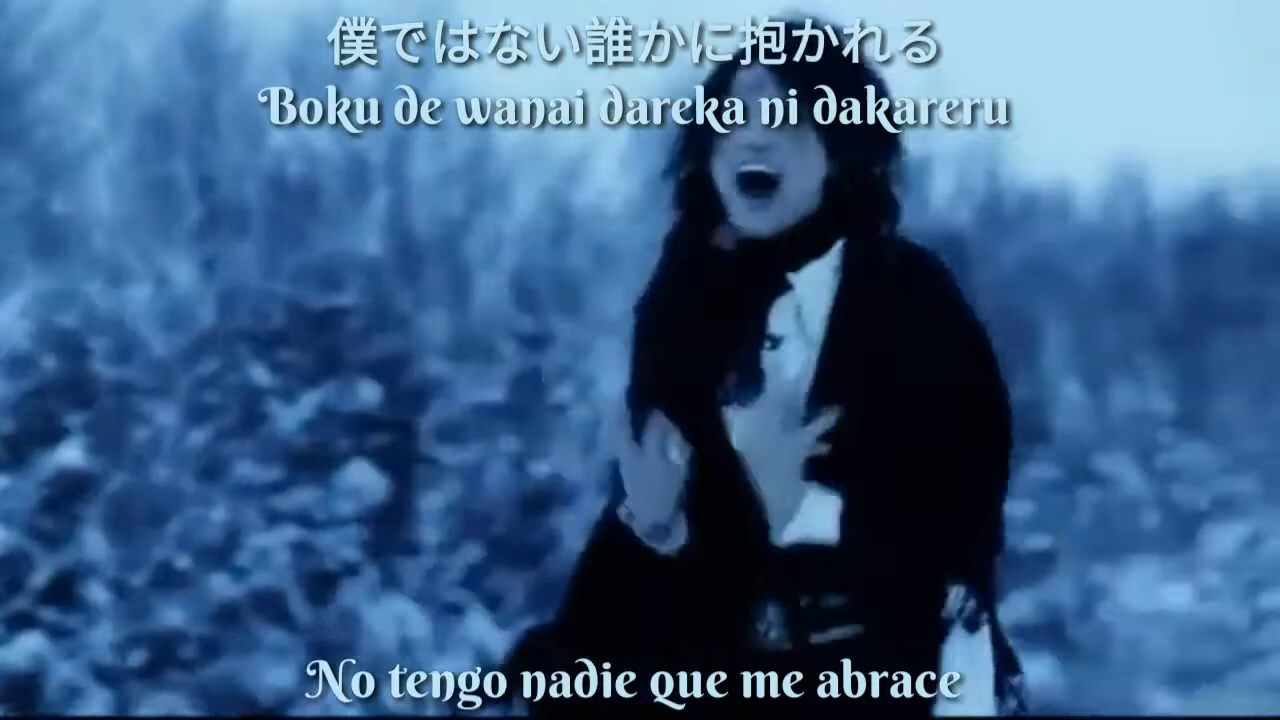 僕ではない誰かに抱かれる
Boku de wanai dareka ni dakareru
No tengo nadie que me abrace